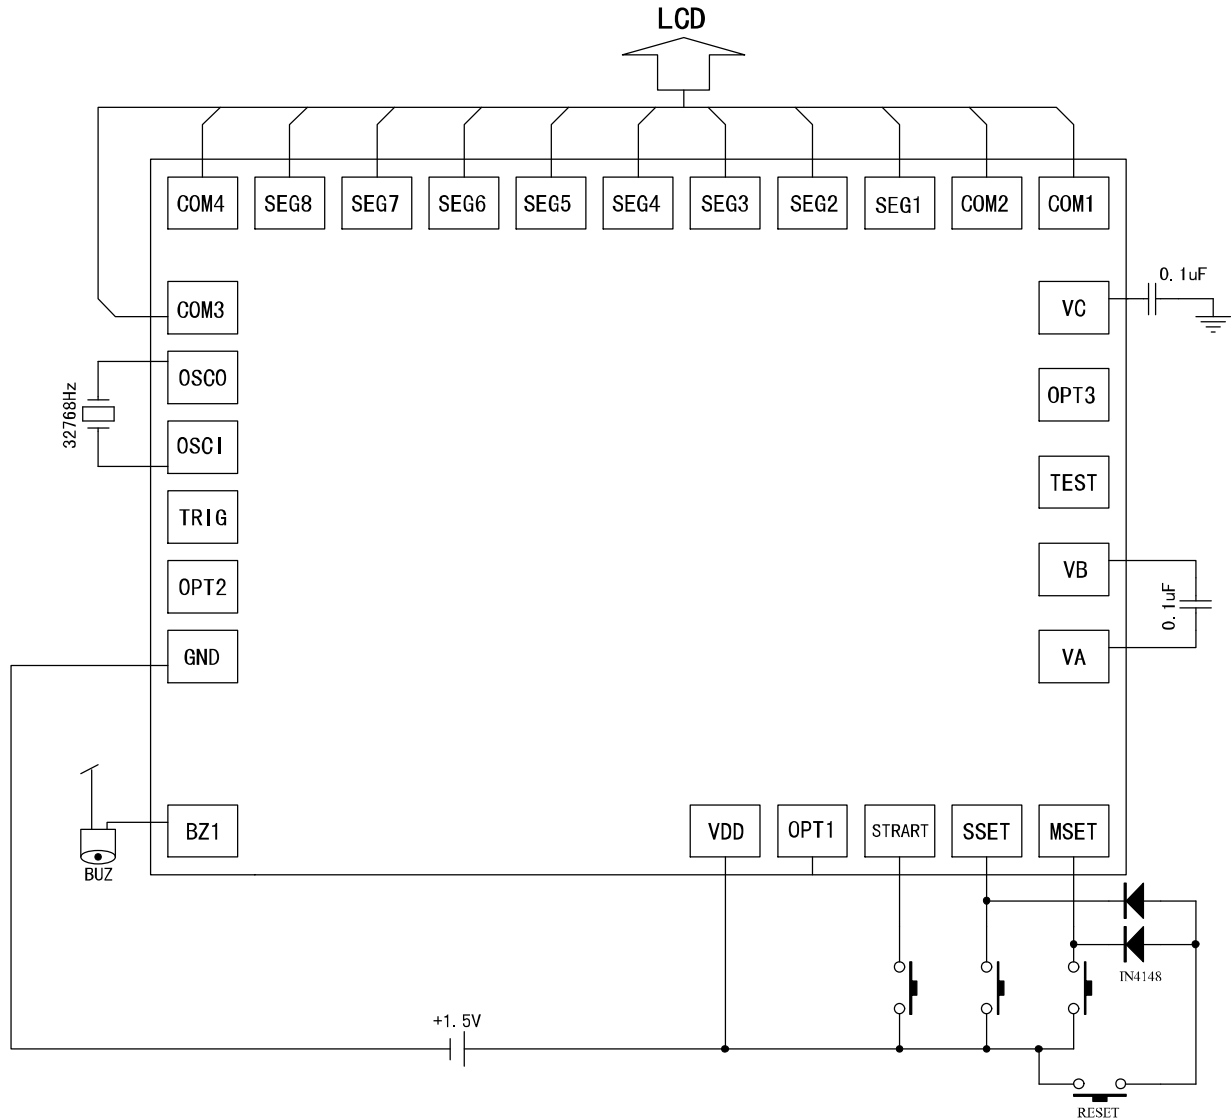 LCD
COM4 SEG8 SEG7 SEG6 SEG5 SEG4 SEG3 SEG2 SEG1 COM2 COM1
0.1uF
COM3 VC
OSCO OPT3
32768Hz
OSCI TEST
TRIG
OPT2 VB
0.1uF
GND VA
BZ1 VDD OPT1 STRART SSET MSET
BUZ
IN4148
+1.5V
RESET